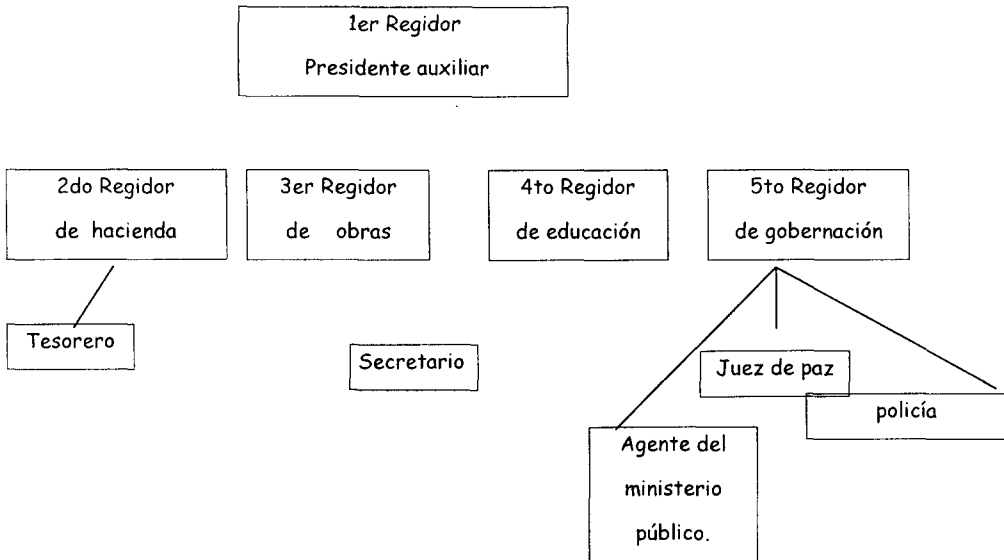 1er Regidor
Presidente auxiliar
2do Regidor
de hacienda
3er Regidor
de obras
4to Regidor
de educación
5to Regidor
de gobernación
Tesorero
Secretario
Juez de paz
policía
Agente del
ministerio
público.